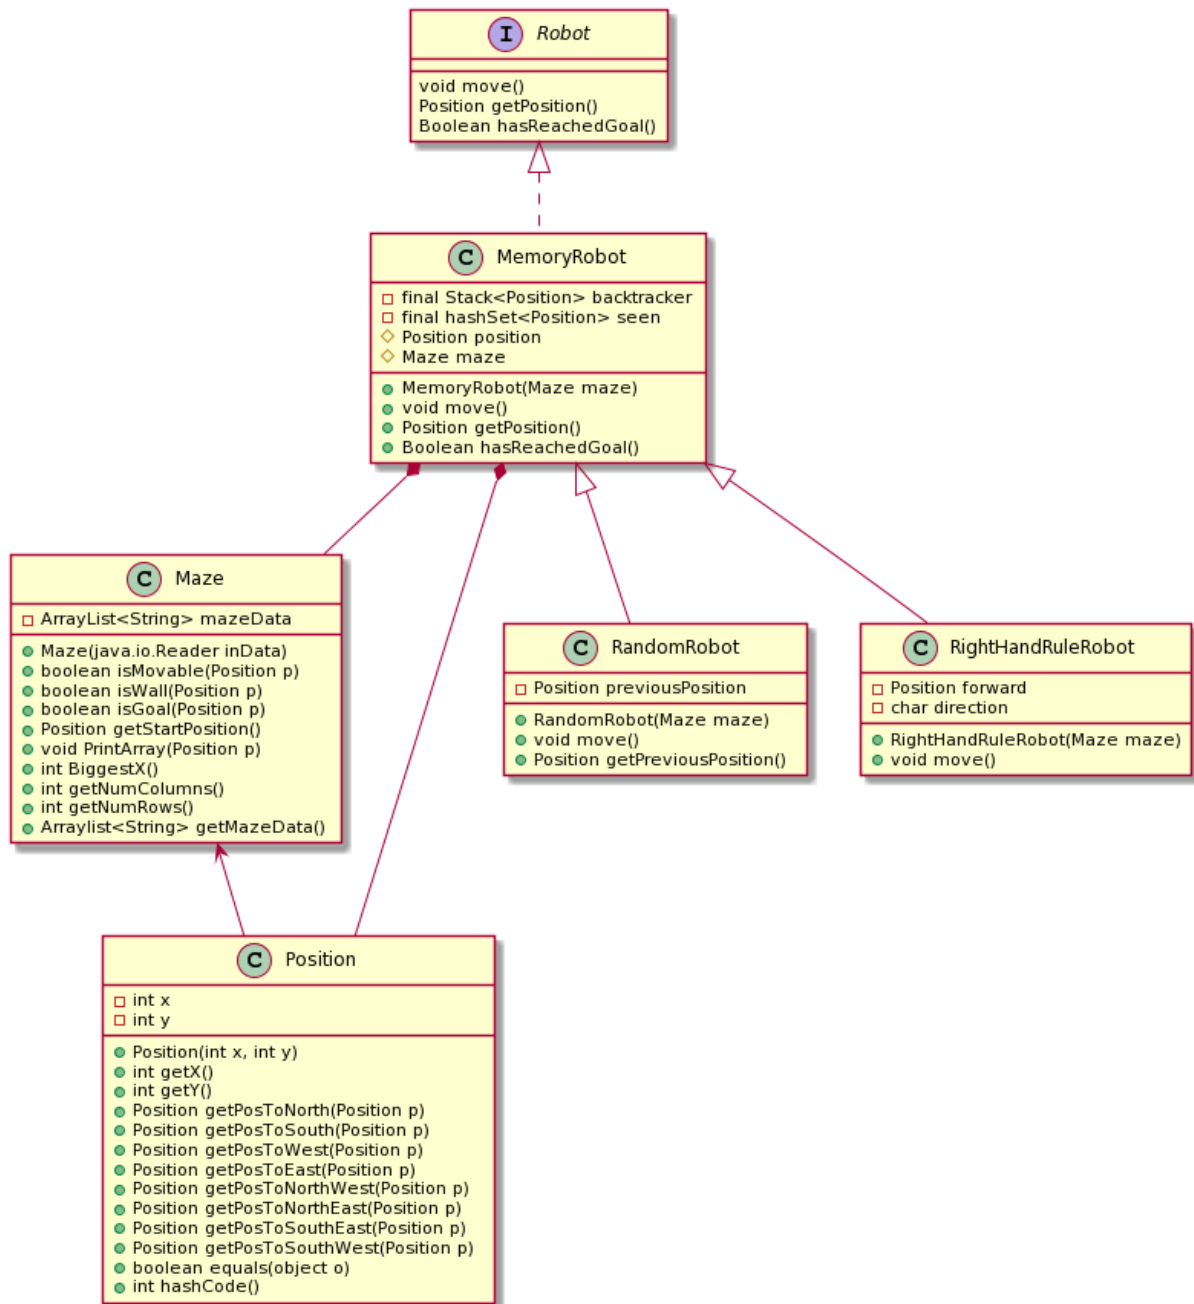 I Robot
void move()
Position getPosition()
Boolean hasReachedGoal()
C MemoryRobot
final Stack<Position> backtracker
final hashSet<Position> seen
Position position
Maze maze
MemoryRobot(Maze maze)
void move()
Position getPosition()
Boolean hasReachedGoal()
C Maze
ArrayList<String> mazeData
Maze(java.io.Reader inData)
boolean isMovable(Position p)
boolean isWall(Position p)
boolean isGoal(Position p)
Position getStartPosition()
void PrintArray(Position p)
int BiggestX()
int getNumColumns()
int getNumRows()
Arraylist<String> getMazeData()
C RandomRobot
Position previousPosition
RandomRobot(Maze maze)
void move()
Position getPreviousPosition()
C RightHandRuleRobot
Position forward
char direction
RightHandRuleRobot(Maze maze)
void move()
C Position
int x
int y
Position(int x, int y)
int getX()
int getY()
Position getPosToNorth(Position p)
Position getPosToSouth(Position p)
Position getPosToWest(Position p)
Position getPosToEast(Position p)
Position getPosToNorthWest(Position p)
Position getPosToNorthEast(Position p)
Position getPosToSouthEast(Position p)
Position getPosToSouthWest(Position p)
boolean equals(object o)
int hashCode()